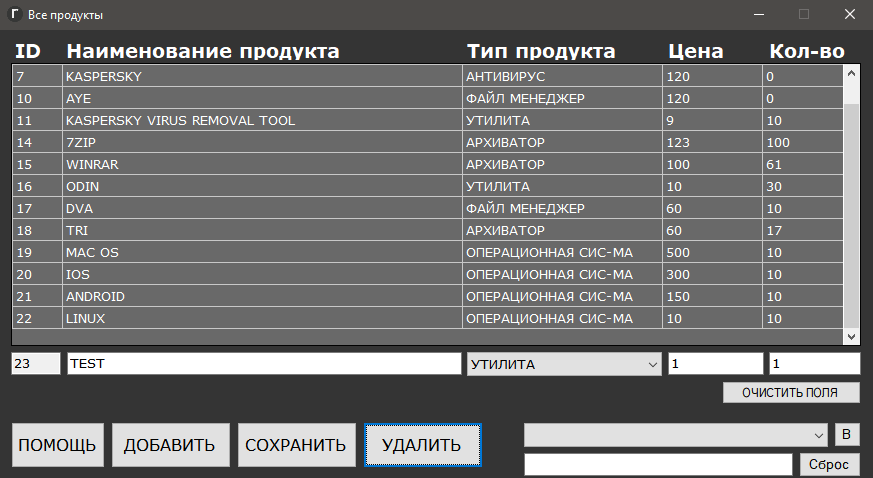 Г Все продукты
ID Наименование продукта Тип продукта Цена Кол-во
7 KASPERSKY АНТИВИРУС 120 0
10 AYE ФАЙЛ МЕНЕДЖЕР 120 0
11 KASPERSKY VIRUS REMOVAL TOOL УТИЛИТА 9 10
14 7ZIP АРХИВАТОР 123 100
15 WINRAR АРХИВАТОР 100 61
16 ODIN УТИЛИТА 10 30
17 DVA ФАЙЛ МЕНЕДЖЕР 60 10
18 TRI АРХИВАТОР 60 17
19 MAC OS ОПЕРАЦИОННАЯ СИС-МА 500 10
20 IOS ОПЕРАЦИОННАЯ СИС-МА 300 10
21 ANDROID ОПЕРАЦИОННАЯ СИС-МА 150 10
22 LINUX ОПЕРАЦИОННАЯ СИС-МА 10 10
23 TEST УТИЛИТА 1 1
ОЧИСТИТЬ ПОЛЯ
ПОМОЩЬ ДОБАВИТЬ СОХРАНИТЬ УДАЛИТЬ В
Сброс